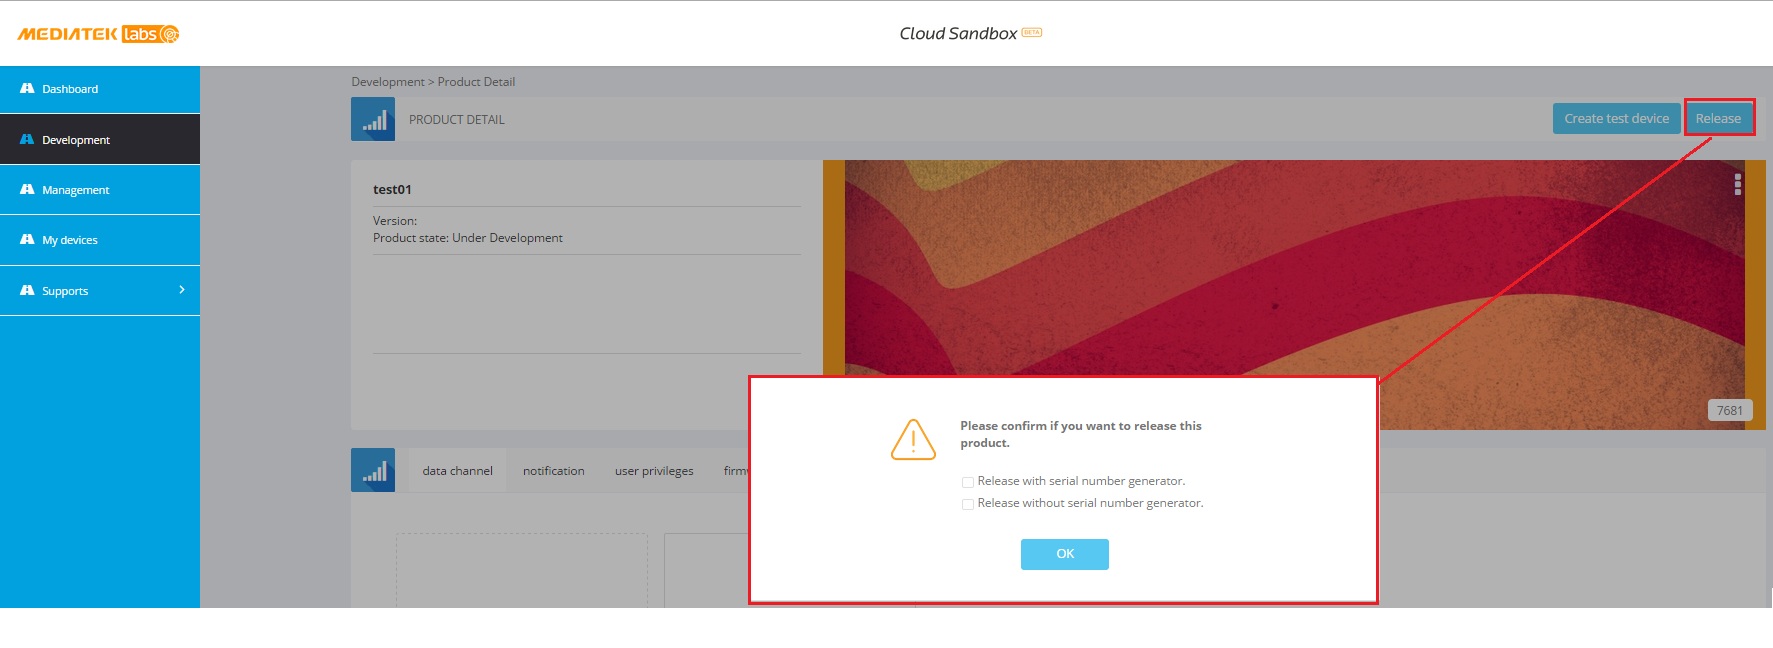 MEDIATEK labs
Cloud Sandbox BETA
Dashboard
Development
Management
My devices
Supports
Development > Product Detail
PRODUCT DETAIL
Create test device
Release
test01
Version:
Product state: Under Development
7681
data channel
notification
user privileges
firmw
Please confirm if you want to release this
product.
Release with serial number generator.
Release without serial number generator.
OK